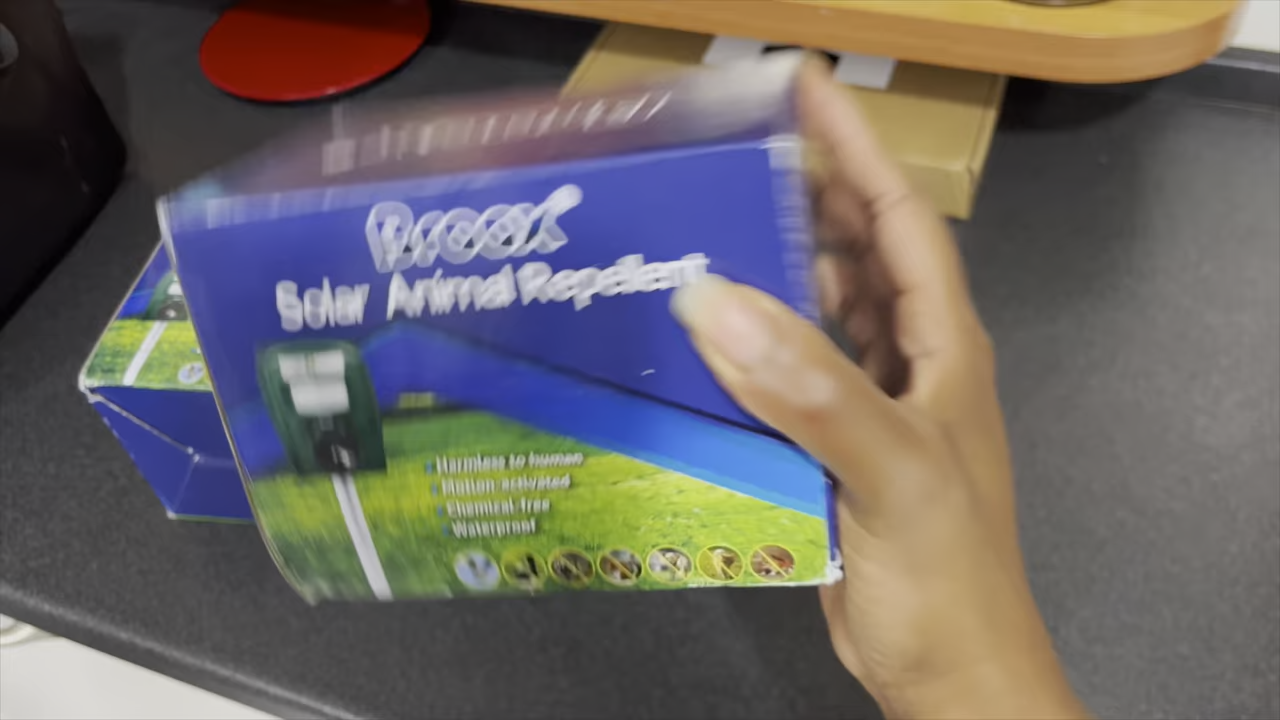 Solar Animal Repellent
Harmless to human
Motion activated
Chemical free
Waterproof